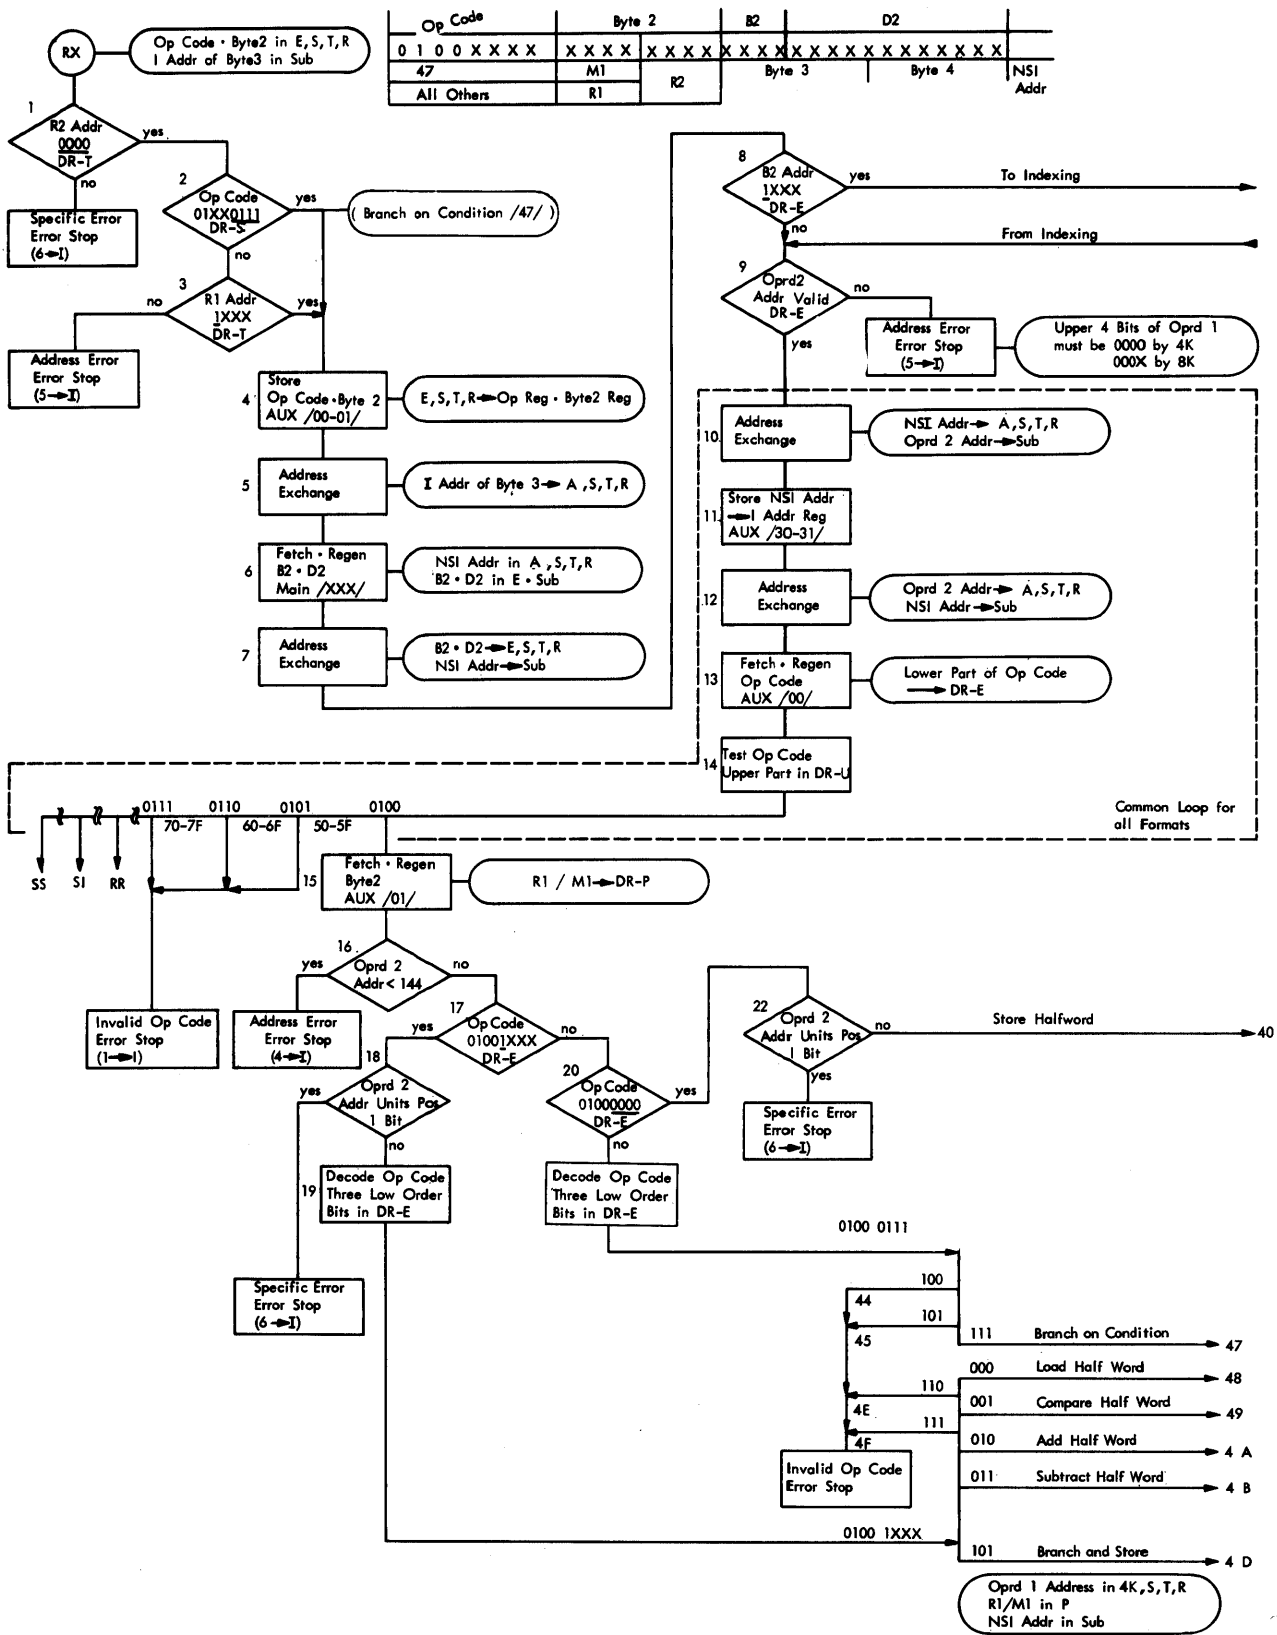 Op Code
Byte 2
B2
D2
0 1 0 0 X X X X
X X X X
X X X X
X X X X
X X X X X X X X X X X X
47
M1
R2
Byte 3
Byte 4
NSI
Addr
All Others
R1
RX
Op Code • Byte2 in E, S, T, R
I Addr of Byte3 in Sub
1
R2 Addr
0000
DR-T
yes
no
Specific Error
Error Stop
(6→I)
2
Op Code
01XX0111
DR-S
yes
no
( Branch on Condition /47/ )
3
R1 Addr
1XXX
DR-T
no
yes
Address Error
Error Stop
(5→I)
4
Store
Op Code•Byte 2
AUX /00-01/
E, S, T, R→Op Reg • Byte2 Reg
5
Address
Exchange
I Addr of Byte 3→ A ,S, T, R
6
Fetch • Regen
B2 • D2
Main /XXX/
NSI Addr in A ,S, T, R
B2 • D2 in E • Sub
7
Address
Exchange
B2 • D2→E, S, T, R
NSI Addr→Sub
8
B2 Addr
1XXX
DR-E
yes
no
To Indexing
From Indexing
9
Oprd2
Addr Valid
DR-E
no
yes
Address Error
Error Stop
(5→I)
Upper 4 Bits of Oprd 1
must be 0000 by 4K
000X by 8K
10
Address
Exchange
NSI Addr→ A, S, T, R
Oprd 2 Addr→Sub
11
Store NSI Addr
→I Addr Reg
AUX /30-31/
12
Address
Exchange
Oprd 2 Addr→ A, S, T, R
NSI Addr→Sub
13
Fetch • Regen
Op Code
AUX /00/
Lower Part of Op Code
→ DR-E
14
Test Op Code
Upper Part in DR-U
Common Loop for
all Formats
0111
0110
0101
0100
70-7F
60-6F
50-5F
SS
SI
RR
15
Fetch • Regen
Byte2
AUX /01/
R1 / M1→DR-P
16
Oprd 2
Addr< 144
yes
no
Invalid Op Code
Error Stop
(1→I)
Address Error
Error Stop
(4→I)
17
Op Code
01001XXX
DR-E
yes
no
18
Oprd 2
Addr Units Pos
1 Bit
yes
no
19
Decode Op Code
Three Low Order
Bits in DR-E
Specific Error
Error Stop
(6→I)
20
Op Code
01000000
DR-E
yes
no
Decode Op Code
Three Low Order
Bits in DR-E
22
Oprd 2
Addr Units Pos
1 Bit
no
yes
Store Halfword
40
Specific Error
Error Stop
(6→I)
0100 0111
100
44
101
45
111
Branch on Condition
47
000
Load Half Word
48
110
4E
001
Compare Half Word
49
111
4F
010
Add Half Word
4 A
Invalid Op Code
Error Stop
011
Subtract Half Word
4 B
0100 1XXX
101
Branch and Store
4 D
Oprd 1 Address in 4K, S, T, R
R1/M1 in P
NSI Addr in Sub